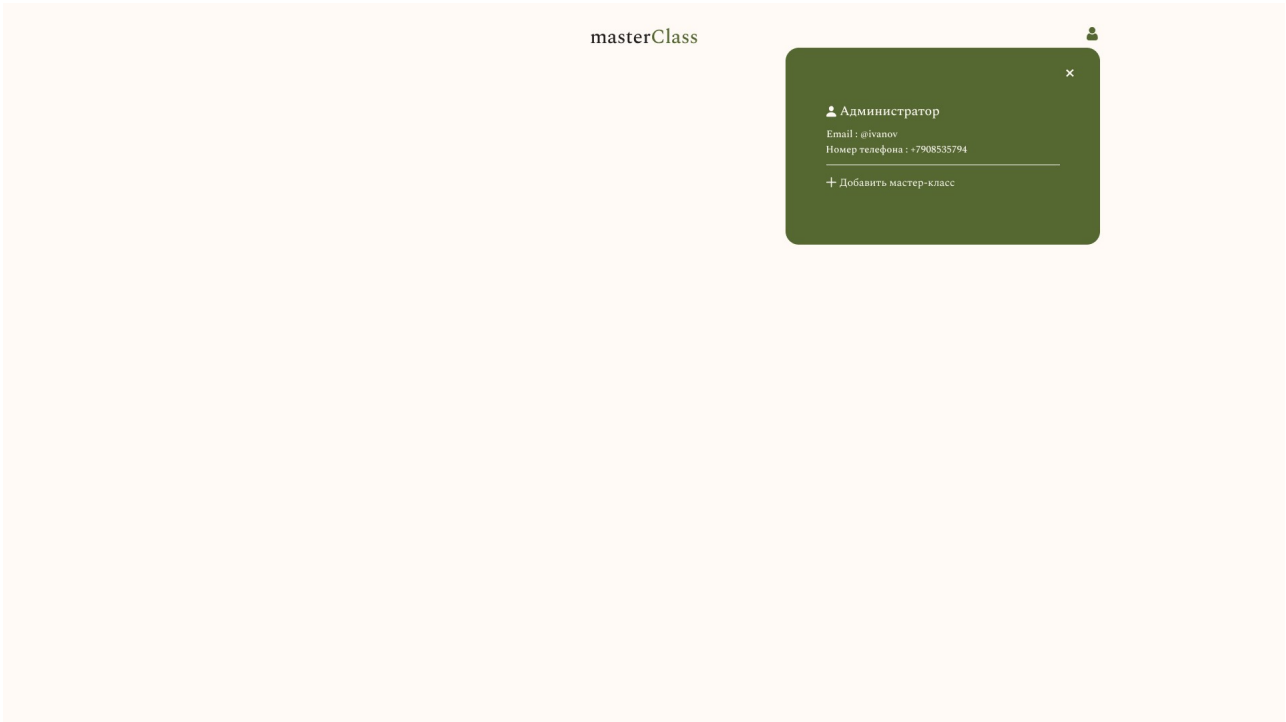 masterClass
Администратор
Email : @ivanov
Номер телефона : +7908535794
Добавить мастер-класс